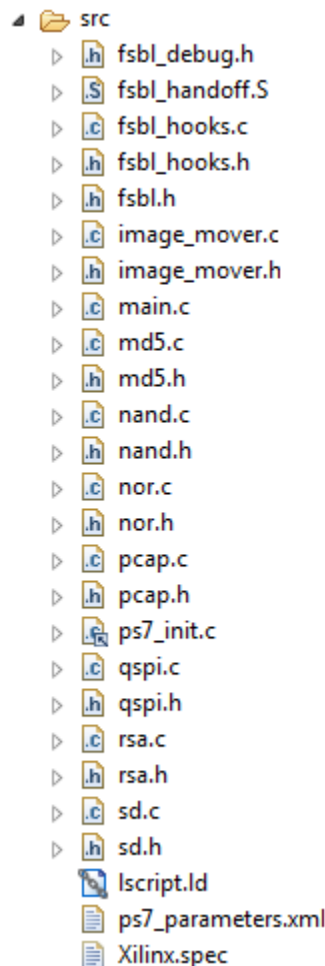 src
.h fsbl_debug.h
.S fsbl_handoff.S
.c fsbl_hooks.c
.h fsbl_hooks.h
.h fsbl.h
.c image_mover.c
.h image_mover.h
.c main.c
.c md5.c
.h md5.h
.c nand.c
.h nand.h
.c nor.c
.h nor.h
.c pcap.c
.h pcap.h
.c ps7_init.c
.c qspi.c
.h qspi.h
.c rsa.c
.h rsa.h
.c sd.c
.h sd.h
lscript.ld
ps7_parameters.xml
Xilinx.spec